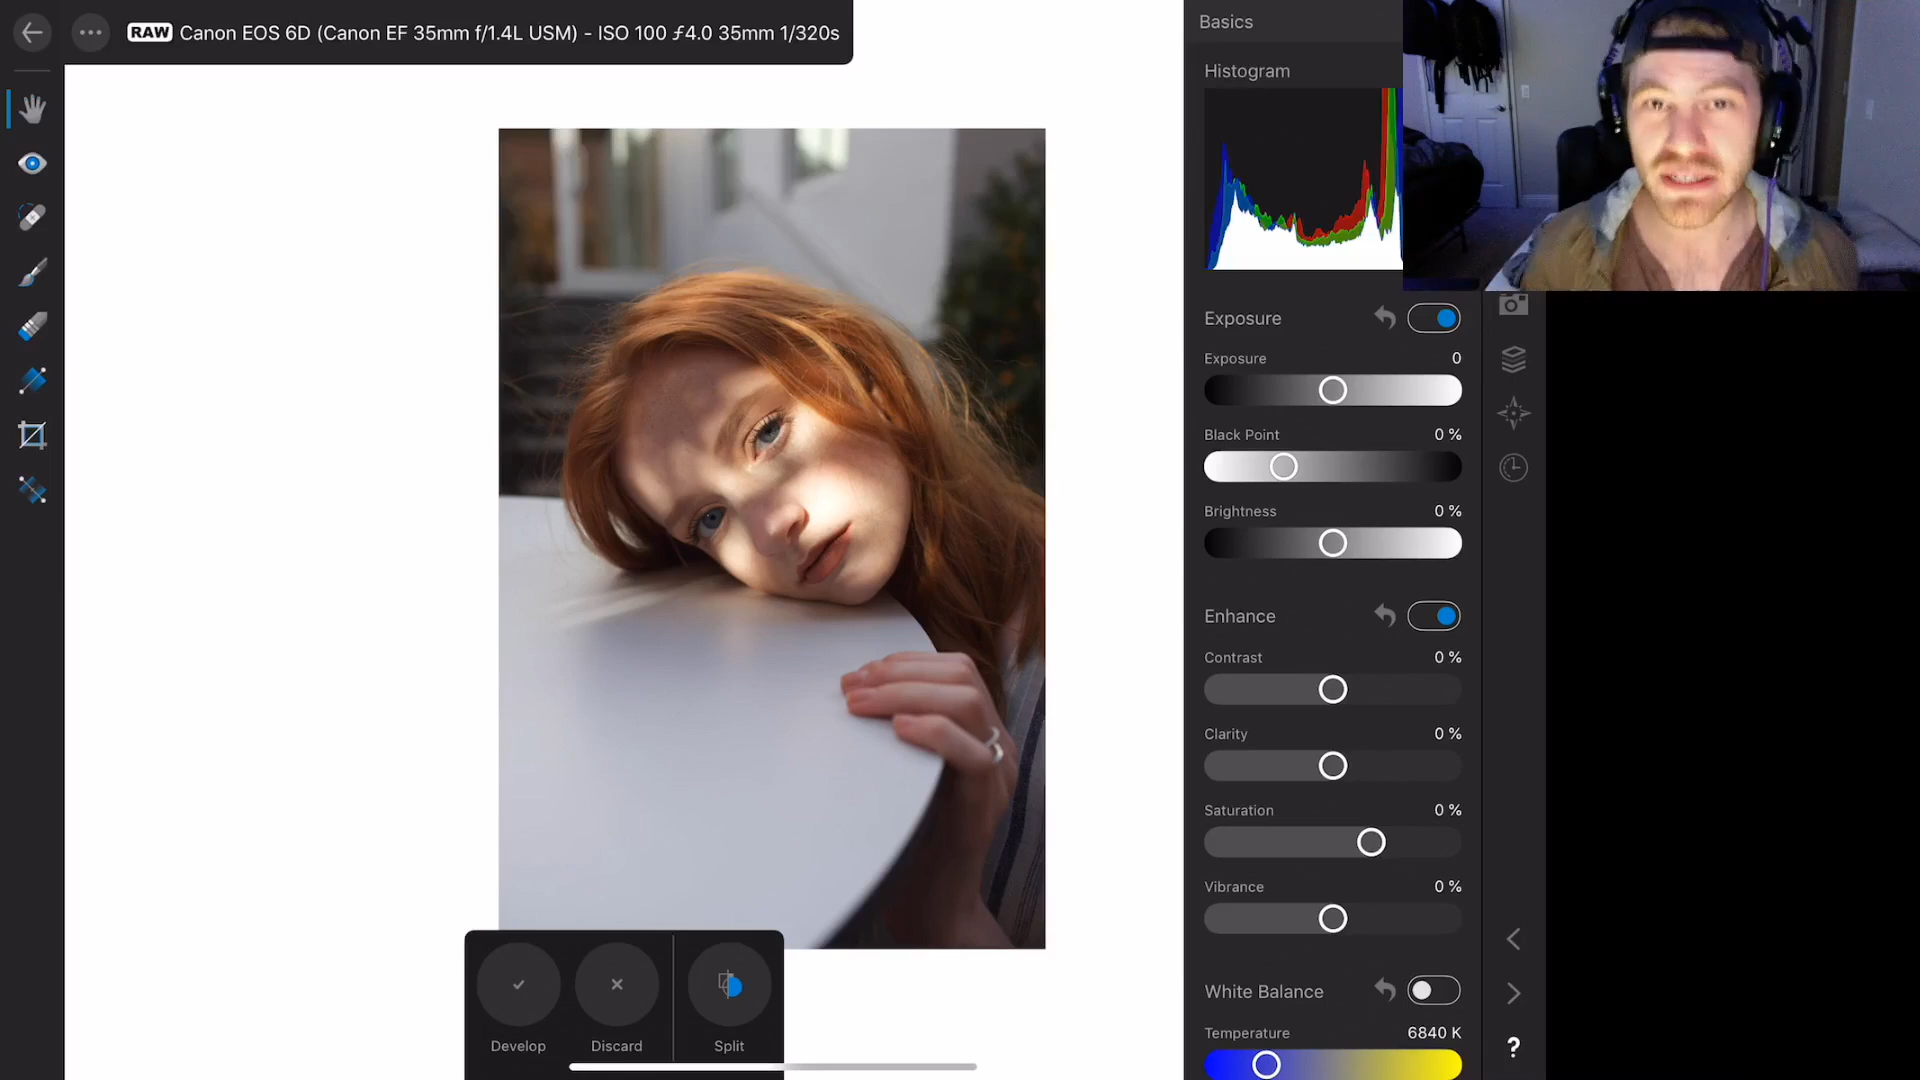 RAW Canon EOS 6D (Canon EF 35mm f/1.4L USM) - ISO 100 ƒ4.0 35mm 1/320s
Basics
Histogram
Exposure
Exposure 0
Black Point 0 %
Brightness 0 %
Enhance
Contrast 0 %
Clarity 0 %
Saturation 0 %
Vibrance 0 %
White Balance
Temperature 6840 K
Develop Discard Split
?